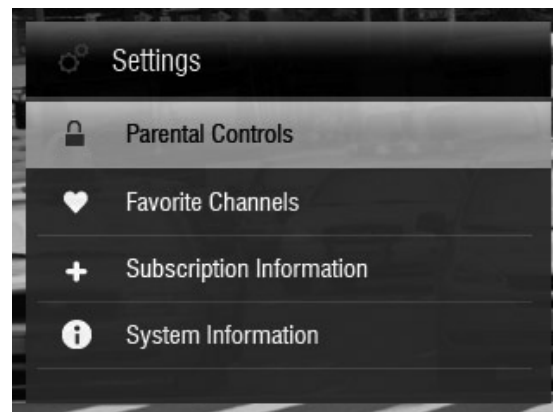 Settings
Parental Controls
Favorite Channels
Subscription Information
System Information